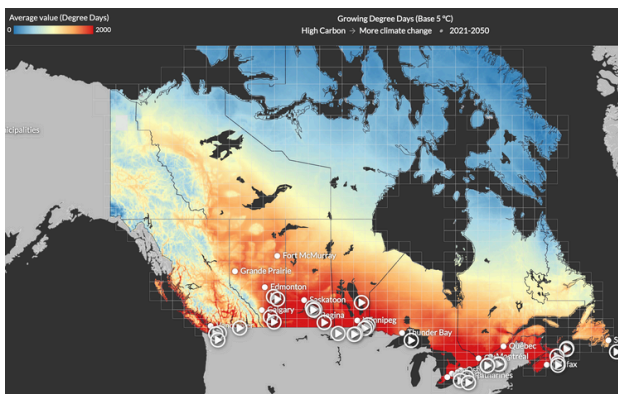 Average value (Degree Days)
0 2000
Growing Degree Days (Base 5 °C)
High Carbon → More climate change • 2021-2050
nicipalities
Fort McMurray
Grande Prairie
Edmonton
Saskatoon
Calgary
Regina
Winnipeg
Thunder Bay
Québec
Montréal
fax
S